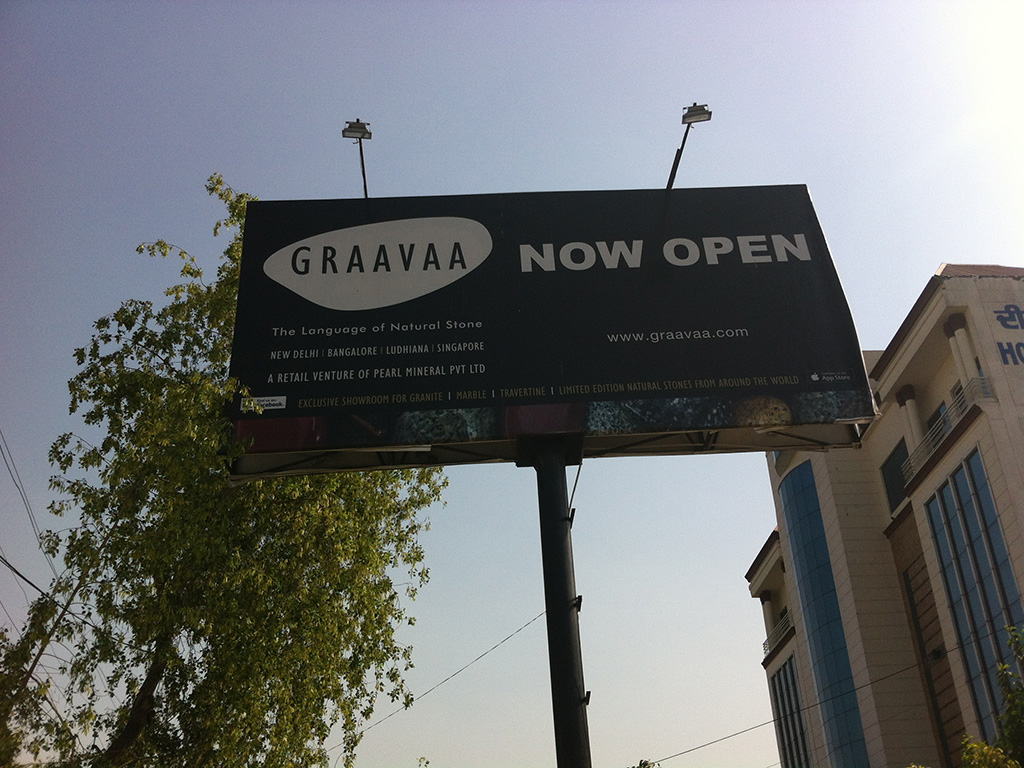 GRAAVAA
NOW OPEN
The Language of Natural Stone
NEW DELHI | BANGALORE | LUDHIANA | SINGAPORE
www.graavaa.com
A RETAIL VENTURE OF PEARL MINERAL PVT LTD
EXCLUSIVE SHOWROOM FOR GRANITE | MARBLE | TRAVERTINE | LIMITED EDITION NATURAL STONES FROM AROUND THE WORLD
App Store